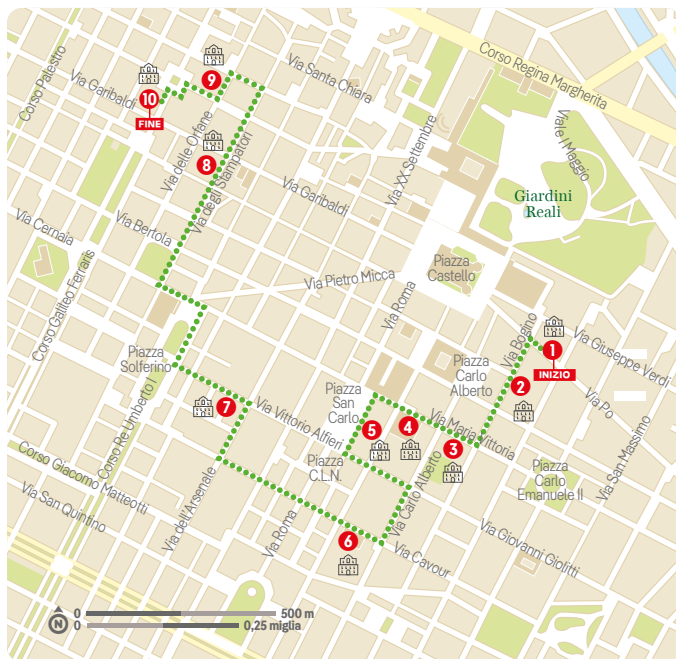 Corso Palestro
Via Garibaldi
Via Santa Chiara
Corso Regina Margherita
9
10
FINE
Via delle Orfane
8
Via degli Stampatori
Via Garibaldi
Via XX Settembre
Viale I Maggio
Giardini
Reali
Via Cernaia
Via Bertola
Corso Galileo Ferraris
Via Pietro Micca
Piazza
Castello
Via Roma
Piazza
Solferino
Via Bogino
1
INIZIO
Via Giuseppe Verdi
Piazza
Carlo
Alberto
2
Via Po
Corso Re Umberto I
7
Via Vittorio Alfieri
Piazza
San
Carlo
5
4
Via Maria Vittoria
3
Via San Massimo
Piazza
C.L.N.
Via Carlo Alberto
Piazza
Carlo
Emanuele II
Corso Giacomo Matteotti
Via San Quintino
Via dell'Arsenale
Via Roma
6
Via Cavour
Via Giovanni Giolitti
N
0 500 m
0 0,25 miglia